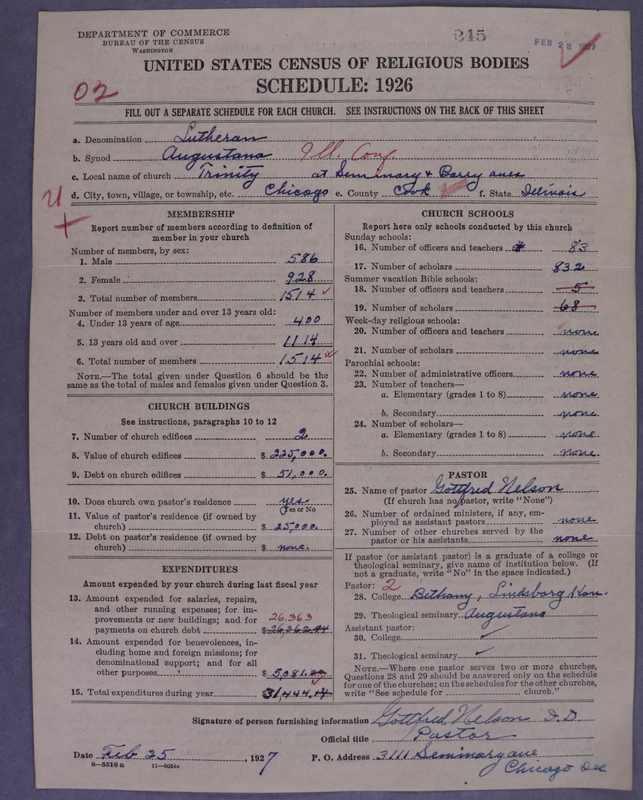 DEPARTMENT OF COMMERCE
BUREAU OF THE CENSUS
WASHINGTON
245
FEB 28 1927
UNITED STATES CENSUS OF RELIGIOUS BODIES
SCHEDULE: 1926
02
FILL OUT A SEPARATE SCHEDULE FOR EACH CHURCH. SEE INSTRUCTIONS ON THE BACK OF THIS SHEET
a. Denomination Lutheran
b. Synod Augustana Ill. Conf.
c. Local name of church Trinity at Seminary & Barry aves
d. City, town, village, or township, etc. Chicago e. County Cook f. State Illinois
U
MEMBERSHIP
Report number of members according to definition of
member in your church
Number of members, by sex:
1. Male 586
2. Female 928
3. Total number of members 1514
Number of members under and over 13 years old:
4. Under 13 years of age 400
5. 13 years old and over 1114
6. Total number of members 1514
NOTE.—The total given under Question 6 should be the
same as the total of males and females given under Question 3.
CHURCH BUILDINGS
See instructions, paragraphs 10 to 12
7. Number of church edifices 2
8. Value of church edifices $ 225,000.
9. Debt on church edifices $ 51,000.
10. Does church own pastor's residence yes
Yes or No
11. Value of pastor's residence (if owned by
church) $ 25,000.
12. Debt on pastor's residence (if owned by
church) $ none.
EXPENDITURES
Amount expended by your church during last fiscal year
13. Amount expended for salaries, repairs,
and other running expenses; for im-
provements or new buildings; and for 26.363
payments on church debt $ 26,362.84
14. Amount expended for benevolences, in-
cluding home and foreign missions; for
denominational support; and for all
other purposes $ 5,081.
15. Total expenditures during year $ 31,444.
CHURCH SCHOOLS
Report here only schools conducted by this church
Sunday schools:
16. Number of officers and teachers 83
17. Number of scholars 832
Summer vacation Bible schools:
18. Number of officers and teachers 5
19. Number of scholars 68
Week-day religious schools:
20. Number of officers and teachers none
21. Number of scholars none
Parochial schools:
22. Number of administrative officers none
23. Number of teachers—
a. Elementary (grades 1 to 8) none
b. Secondary none
24. Number of scholars—
a. Elementary (grades 1 to 8) none
b. Secondary none
PASTOR
25. Name of pastor Gottfred Nelson
(If church has no pastor, write "None")
26. Number of ordained ministers, if any, em-
ployed as assistant pastors none
27. Number of other churches served by the
pastor or his assistants none
If pastor (or assistant pastor) is a graduate of a college or
theological seminary, give name of institution below. (If
not a graduate, write "No" in the space indicated.)
Pastor: 2
28. College Bethany, Lindsborg Kan.
29. Theological seminary Augustana
Assistant pastor:
30. College
31. Theological seminary
NOTE.—Where one pastor serves two or more churches,
Questions 28 and 29 should be answered only on the schedule
for one of the churches; on the schedules for the other churches,
write "See schedule for church."
Signature of person furnishing information Gottfred Nelson D.D.
Official title Pastor
Date Feb 25, 1927 P. O. Address 3111 Seminary ave
Chicago Ill.
8—5518 a